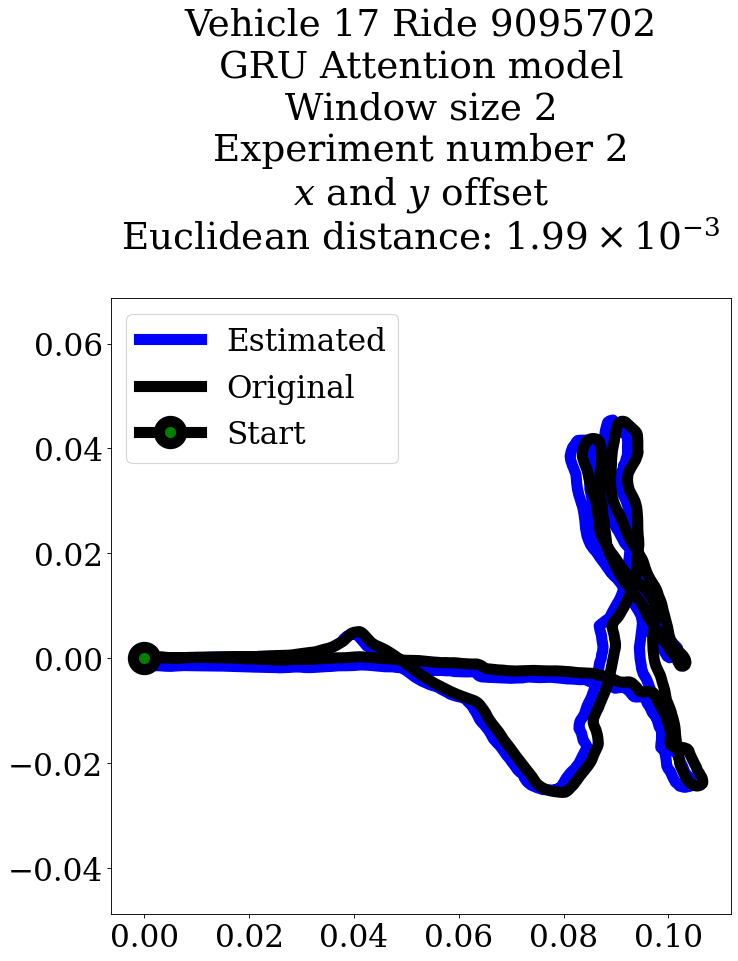 Vehicle 17 Ride 9095702
GRU Attention model
Window size 2
Experiment number 2
x and y offset
Euclidean distance: 1.99 × 10⁻³
Estimated
Original
Start
0.06
0.04
0.02
0.00
−0.02
−0.04
0.00 0.02 0.04 0.06 0.08 0.10